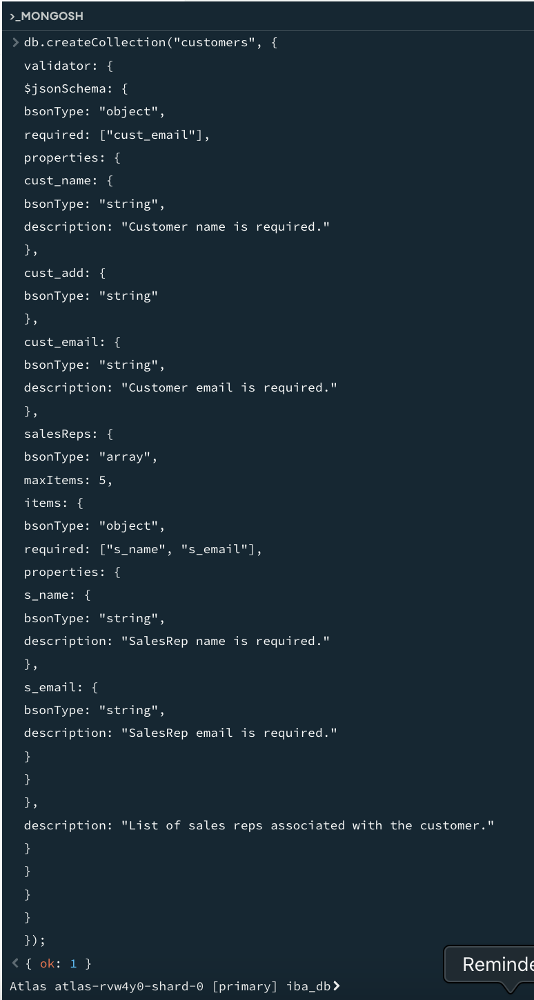 >_MONGOSH
> db.createCollection("customers", {
validator: {
$jsonSchema: {
bsonType: "object",
required: ["cust_email"],
properties: {
cust_name: {
bsonType: "string",
description: "Customer name is required."
},
cust_add: {
bsonType: "string"
},
cust_email: {
bsonType: "string",
description: "Customer email is required."
},
salesReps: {
bsonType: "array",
maxItems: 5,
items: {
bsonType: "object",
required: ["s_name", "s_email"],
properties: {
s_name: {
bsonType: "string",
description: "SalesRep name is required."
},
s_email: {
bsonType: "string",
description: "SalesRep email is required."
}
}
},
description: "List of sales reps associated with the customer."
}
}
}
}
});
< { ok: 1 }
Reminde
Atlas atlas-rvw4y0-shard-0 [primary] iba_db>